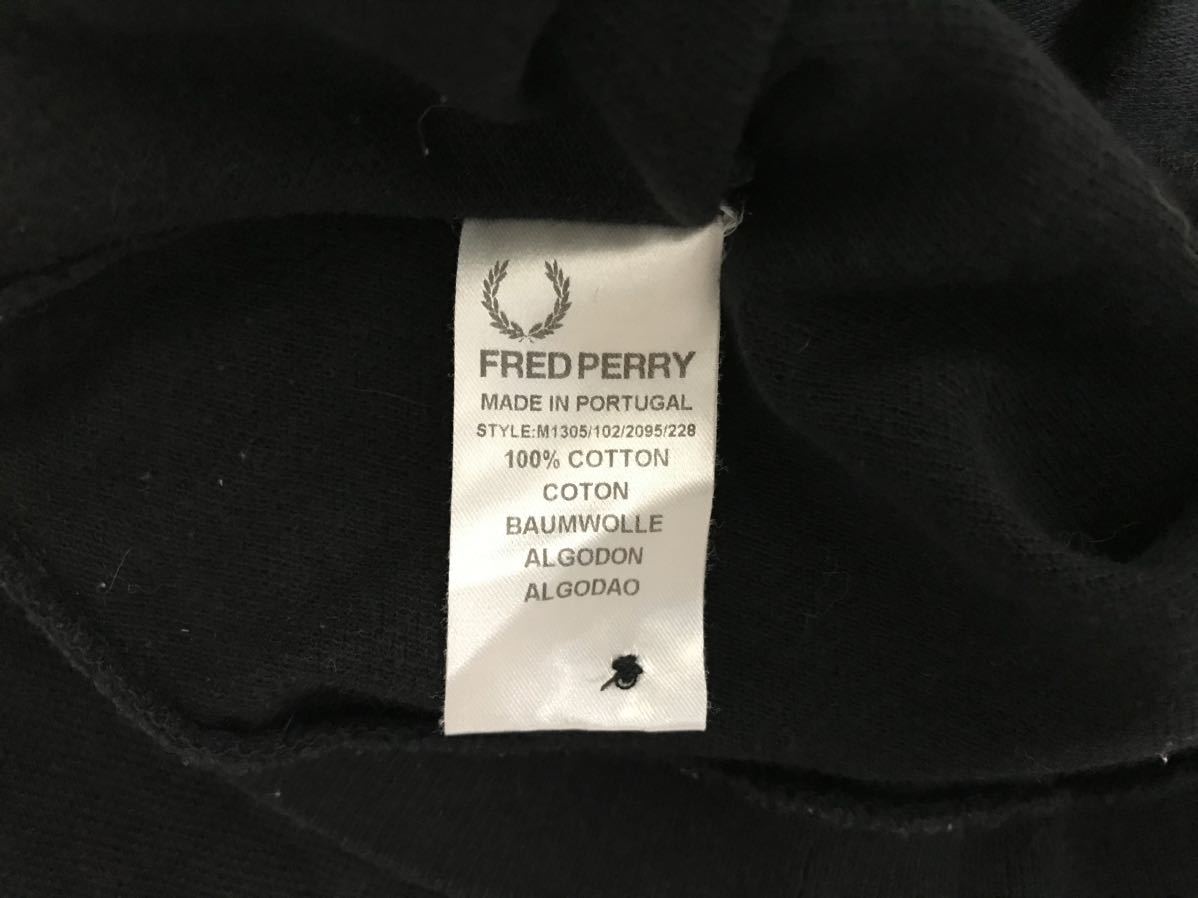 FRED PERRY
MADE IN PORTUGAL
STYLE:M1305/102/2095/228
100% COTTON
COTON
BAUMWOLLE
ALGODON
ALGODAO